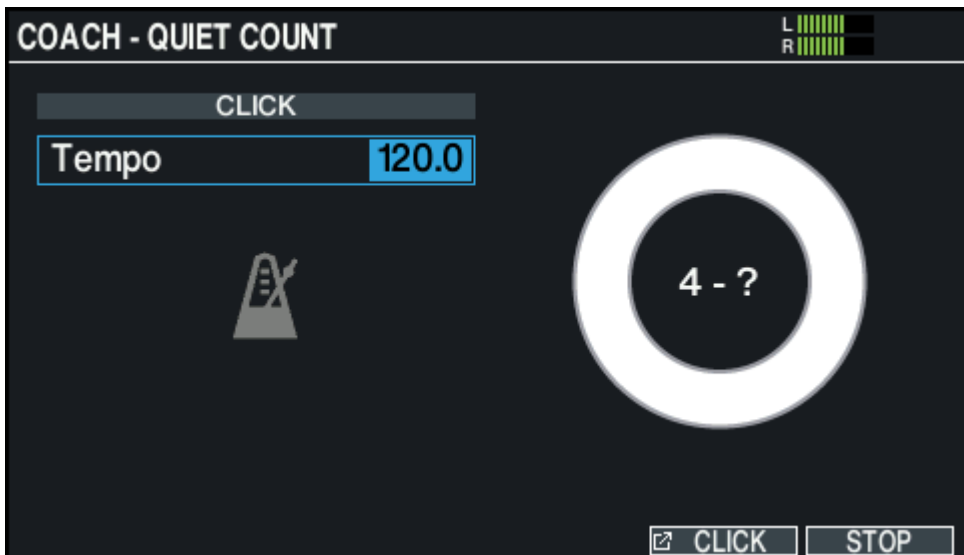 COACH - QUIET COUNT
L
R
CLICK
Tempo 120.0
4 - ?
CLICK STOP